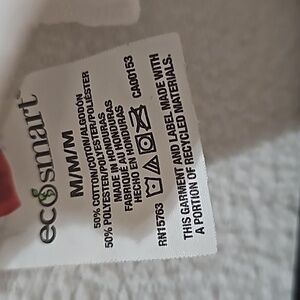 ecosmart
M/M/M
50% COTTON/COTON/ALGODÓN
50% POLYESTER/POLYESTER/POLIÉSTER
MADE IN HONDURAS
FABRIQUÉ AU HONDURAS
HECHO EN HONDURAS
CA00153
RN15763
THIS GARMENT AND LABEL MADE WITH
A PORTION OF RECYCLED MATERIALS.